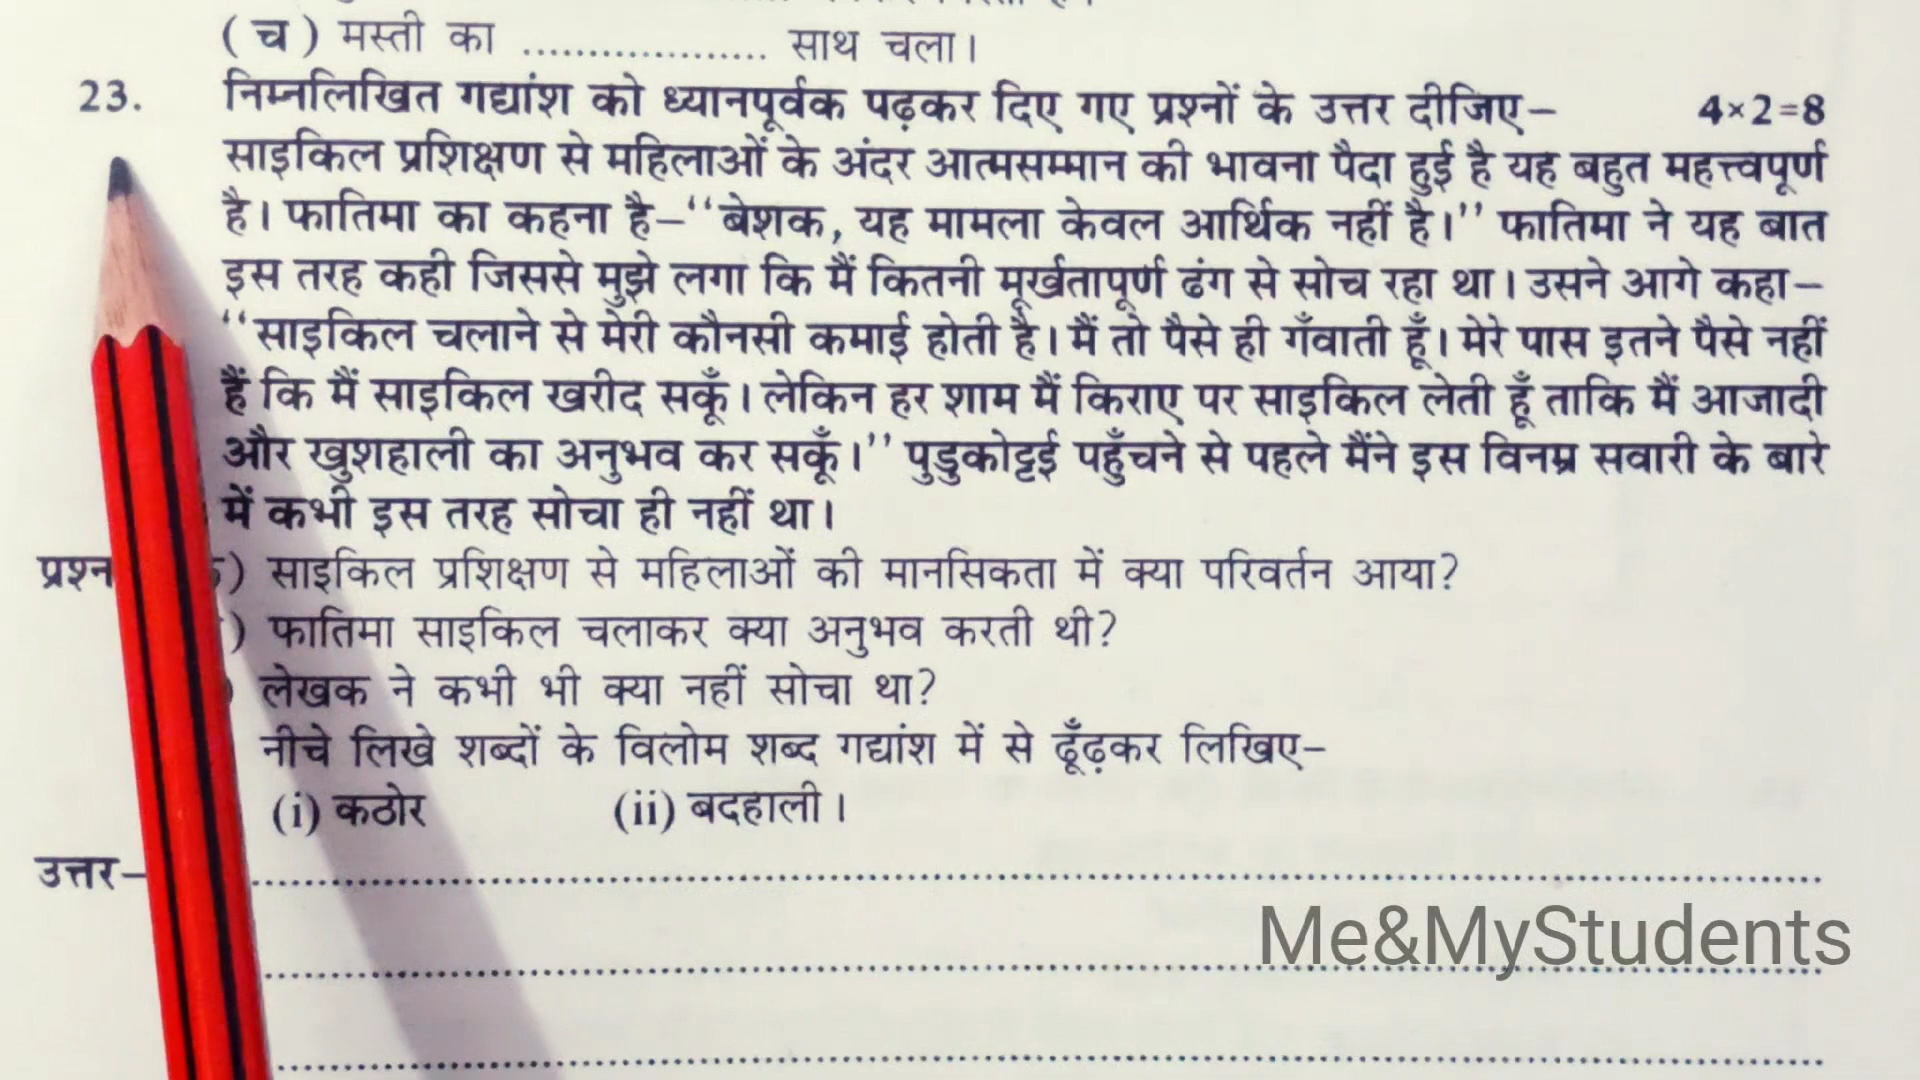 ( च ) मस्ती का .................... साथ चला।
23. निम्नलिखित गद्यांश को ध्यानपूर्वक पढ़कर दिए गए प्रश्नों के उत्तर दीजिए– 4×2=8
साइकिल प्रशिक्षण से महिलाओं के अंदर आत्मसम्मान की भावना पैदा हुई है यह बहुत महत्त्वपूर्ण
है। फातिमा का कहना है–‘‘बेशक, यह मामला केवल आर्थिक नहीं है।’’ फातिमा ने यह बात
इस तरह कही जिससे मुझे लगा कि मैं कितनी मूर्खतापूर्ण ढंग से सोच रहा था। उसने आगे कहा–
‘‘साइकिल चलाने से मेरी कौनसी कमाई होती है। मैं तो पैसे ही गँवाती हूँ। मेरे पास इतने पैसे नहीं
हैं कि मैं साइकिल खरीद सकूँ। लेकिन हर शाम मैं किराए पर साइकिल लेती हूँ ताकि मैं आजादी
और खुशहाली का अनुभव कर सकूँ।’’ पुडुकोट्टई पहुँचने से पहले मैंने इस विनम्र सवारी के बारे
में कभी इस तरह सोचा ही नहीं था।
प्रश्न ) साइकिल प्रशिक्षण से महिलाओं की मानसिकता में क्या परिवर्तन आया?
) फातिमा साइकिल चलाकर क्या अनुभव करती थी?
) लेखक ने कभी भी क्या नहीं सोचा था?
नीचे लिखे शब्दों के विलोम शब्द गद्यांश में से ढूँढ़कर लिखिए–
(i) कठोर (ii) बदहाली।
उत्तर–
Me&MyStudents